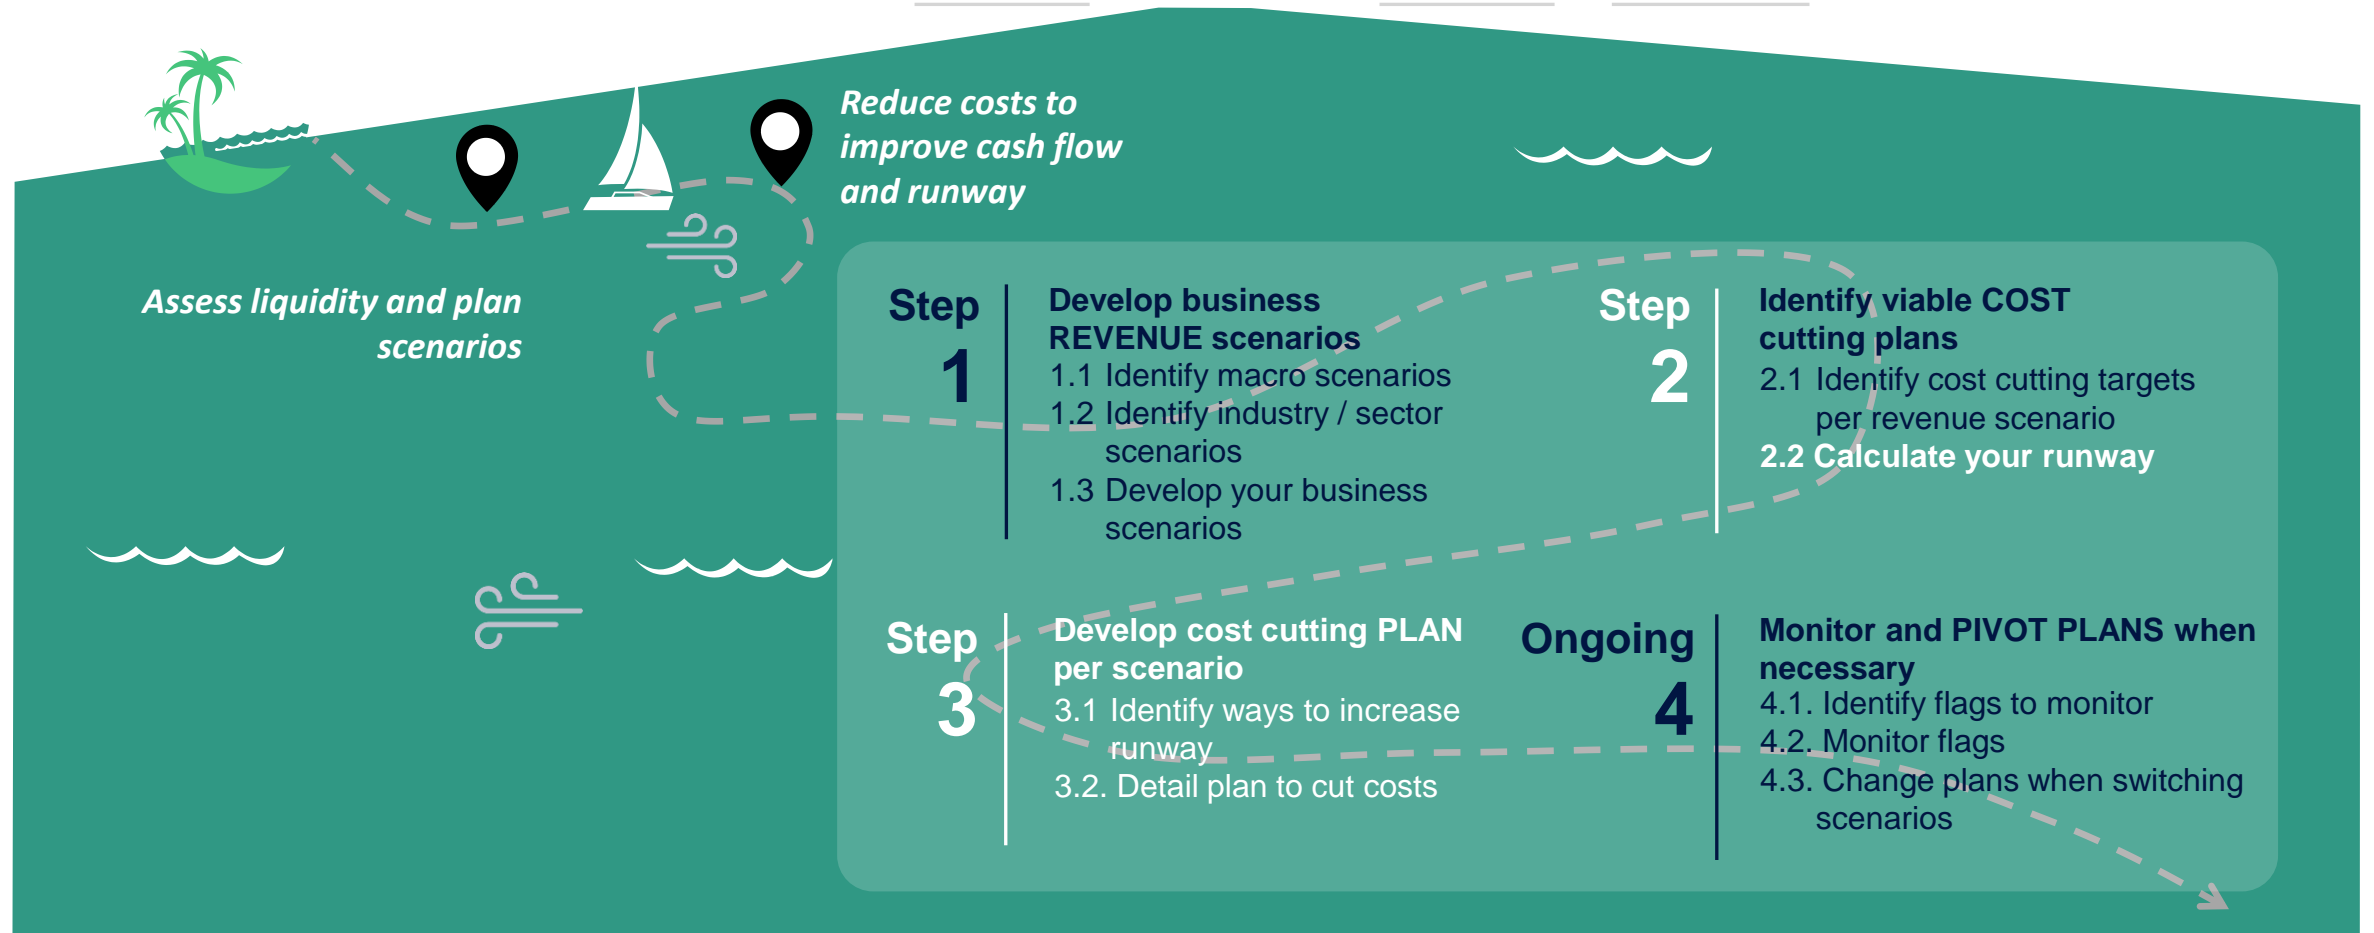 Reduce costs to
improve cash flow
and runway
Assess liquidity and plan
scenarios
Step
1
Develop business
REVENUE scenarios
1.1 Identify macro scenarios
1.2 Identify industry / sector
scenarios
1.3 Develop your business
scenarios
Step
2
Identify viable COST
cutting plans
2.1 Identify cost cutting targets
per revenue scenario
2.2 Calculate your runway
Step
3
Develop cost cutting PLAN
per scenario
3.1 Identify ways to increase
runway
3.2. Detail plan to cut costs
Ongoing
4
Monitor and PIVOT PLANS when
necessary
4.1. Identify flags to monitor
4.2. Monitor flags
4.3. Change plans when switching
scenarios